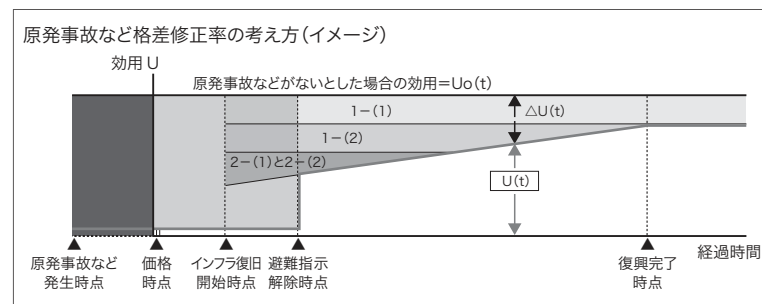 原発事故など格差修正率の考え方（イメージ）
効用 U
原発事故などがないとした場合の効用＝Uo（t）
1－（1）
△U（t）
1－（2）
2－（1）と2－（2）
U（t）
経過時間
原発事故など
発生時点
価格
時点
インフラ復旧
開始時点
避難指示
解除時点
復興完了
時点